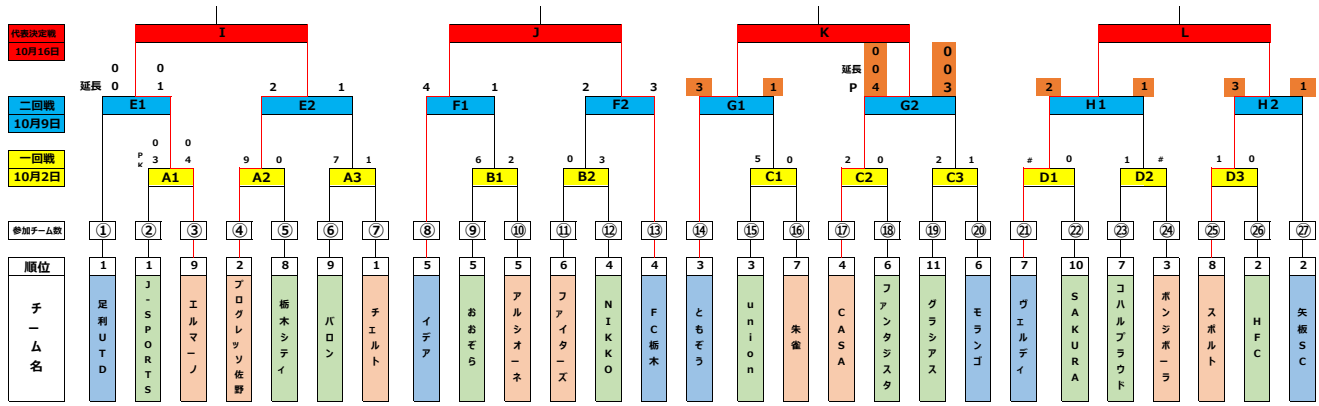 代表決定戦 I J K L
10月16日
0 0 0 0
延長 0 1 延長 0 0
2 1 4 1 2 3 3 1 P 4 3 2 1 3 1
二回戦 E1 E2 F1 F2 G1 G2 H1 H2
10月9日
0 0
PK 3 4 9 0 7 1 6 2 0 3 5 0 2 0 2 1 # 0 1 # 1 0
一回戦 A1 A2 A3 B1 B2 C1 C2 C3 D1 D2 D3
10月2日
参加チーム数 ① ② ③ ④ ⑤ ⑥ ⑦ ⑧ ⑨ ⑩ ⑪ ⑫ ⑬ ⑭ ⑮ ⑯ ⑰ ⑱ ⑲ ⑳ ㉑ ㉒ ㉓ ㉔ ㉕ ㉖ ㉗
順位 1 1 9 2 8 9 1 5 5 5 6 4 4 3 3 7 4 6 11 6 7 10 7 3 8 2 2
チーム名
足利UTD
J-SPORTS
エルマーノ
プログレッソ佐野
栃木シティ
バロン
チェルト
イデア
おおぞら
アルシオーネ
ファイターズ
NIKKO
FC栃木
ともぞう
union
朱雀
CASA
ファンタジスタ
グラシアス
モランゴ
ヴェルディ
SAKURA
コハルプラウド
ボンジボーラ
スポルト
HFC
矢板SC